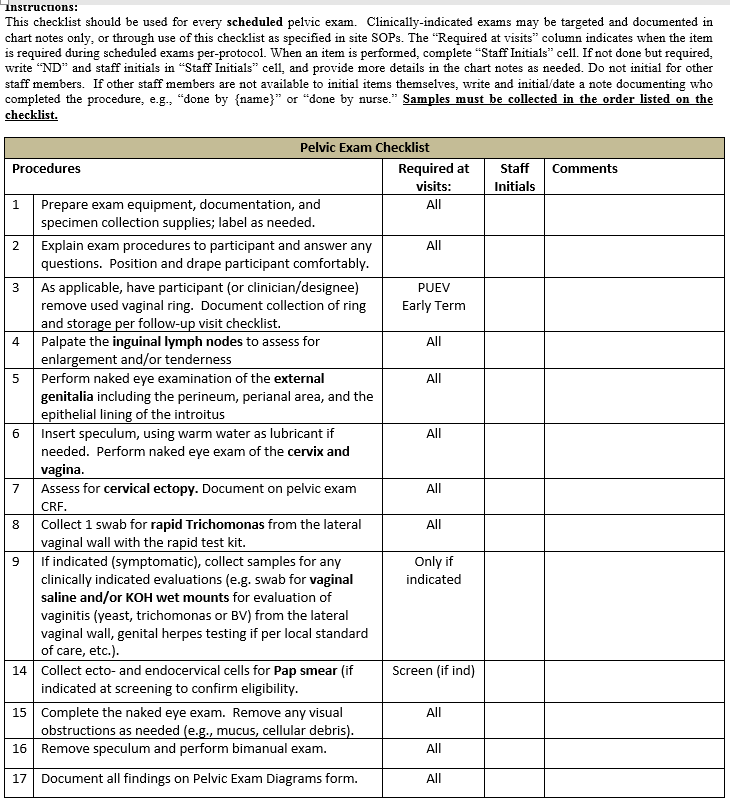 Instructions:
This checklist should be used for every scheduled pelvic exam. Clinically-indicated exams may be targeted and documented in
chart notes only, or through use of this checklist as specified in site SOPs. The “Required at visits” column indicates when the item
is required during scheduled exams per-protocol. When an item is performed, complete “Staff Initials” cell. If not done but required,
write “ND” and staff initials in “Staff Initials” cell, and provide more details in the chart notes as needed. Do not initial for other
staff members. If other staff members are not available to initial items themselves, write and initial/date a note documenting who
completed the procedure, e.g., “done by {name}” or “done by nurse.” Samples must be collected in the order listed on the
checklist.
Pelvic Exam Checklist
Procedures
Required at
visits:
Staff
Initials
Comments
1 Prepare exam equipment, documentation, and
specimen collection supplies; label as needed.
All
2 Explain exam procedures to participant and answer any
questions. Position and drape participant comfortably.
All
3 As applicable, have participant (or clinician/designee)
remove used vaginal ring. Document collection of ring
and storage per follow-up visit checklist.
PUEV
Early Term
4 Palpate the inguinal lymph nodes to assess for
enlargement and/or tenderness
All
5 Perform naked eye examination of the external
genitalia including the perineum, perianal area, and the
epithelial lining of the introitus
All
6 Insert speculum, using warm water as lubricant if
needed. Perform naked eye exam of the cervix and
vagina.
All
7 Assess for cervical ectopy. Document on pelvic exam
CRF.
All
8 Collect 1 swab for rapid Trichomonas from the lateral
vaginal wall with the rapid test kit.
All
9 If indicated (symptomatic), collect samples for any
clinically indicated evaluations (e.g. swab for vaginal
saline and/or KOH wet mounts for evaluation of
vaginitis (yeast, trichomonas or BV) from the lateral
vaginal wall, genital herpes testing if per local standard
of care, etc.).
Only if
indicated
14 Collect ecto- and endocervical cells for Pap smear (if
indicated at screening to confirm eligibility.
Screen (if ind)
15 Complete the naked eye exam. Remove any visual
obstructions as needed (e.g., mucus, cellular debris).
All
16 Remove speculum and perform bimanual exam.
All
17 Document all findings on Pelvic Exam Diagrams form.
All